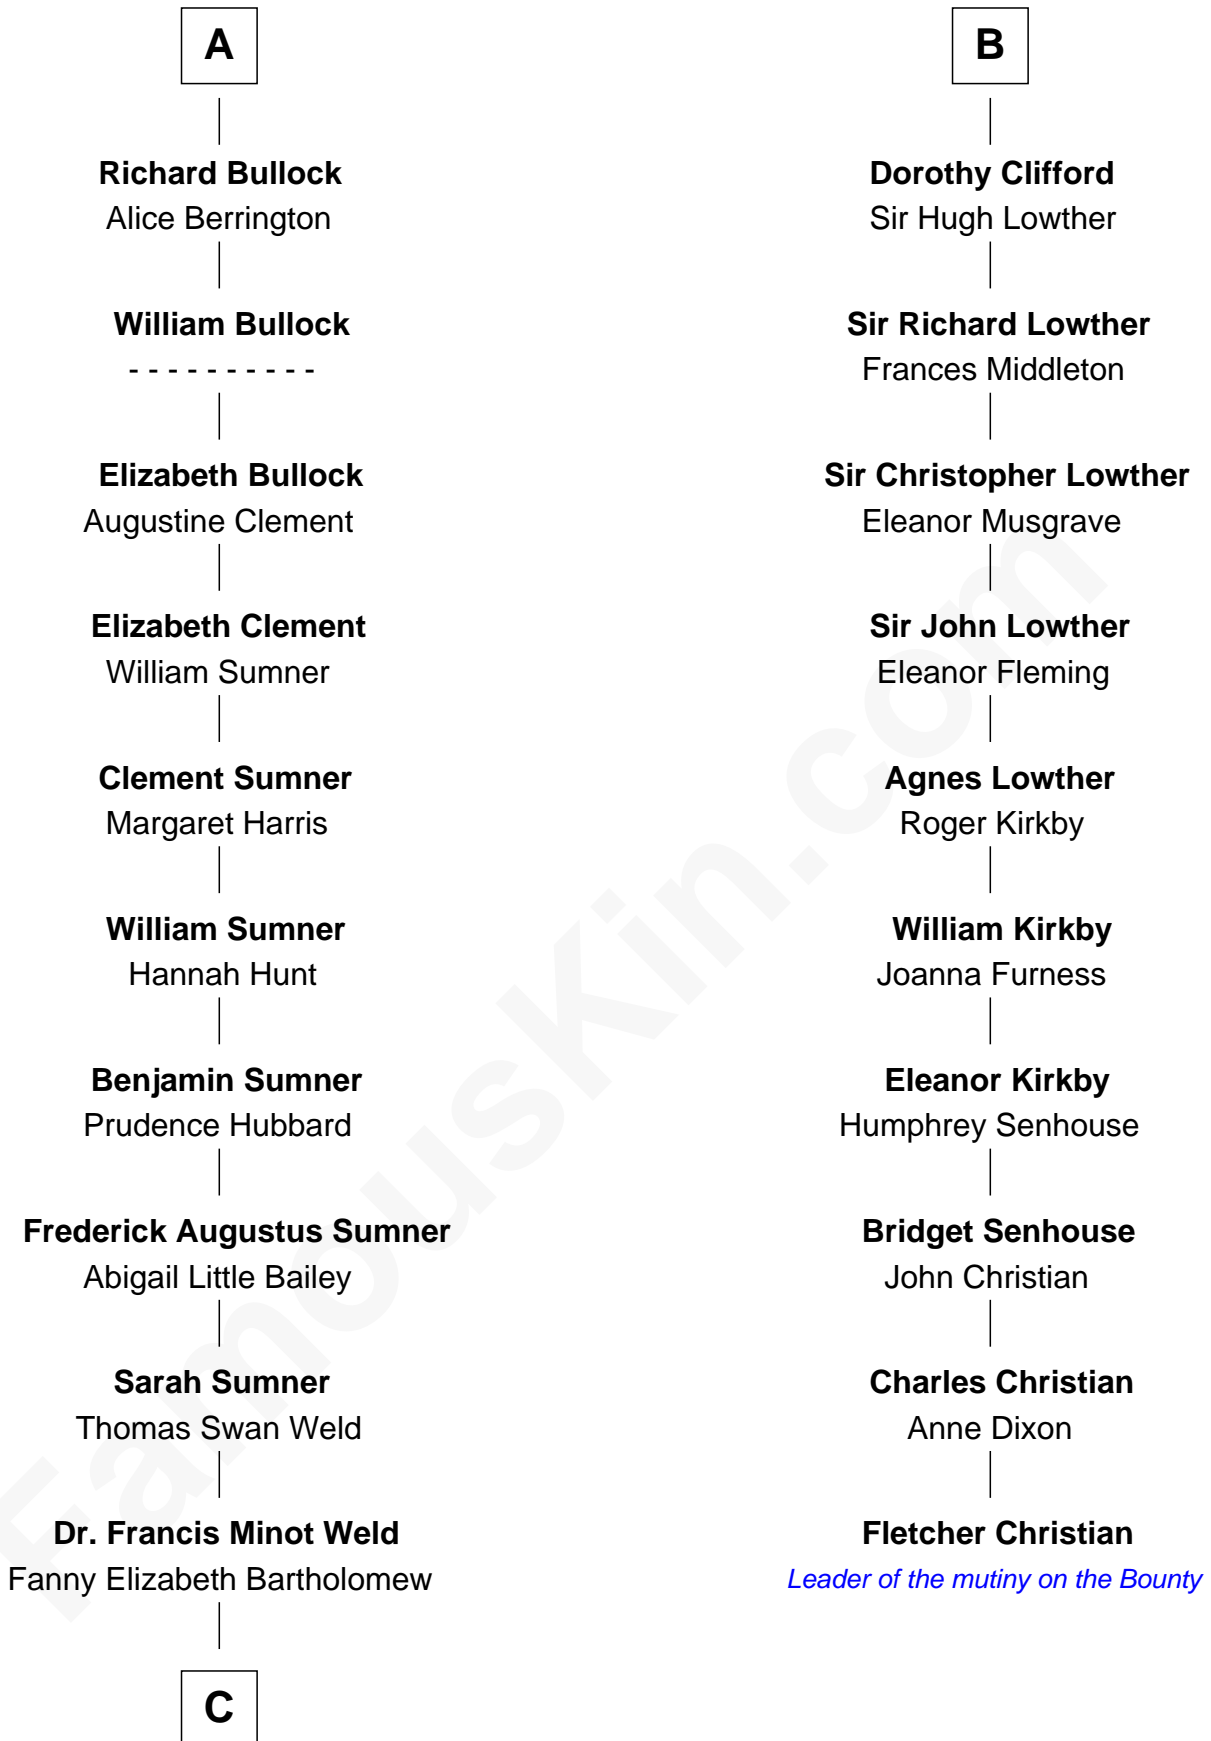 A
Richard Bullock
Alice Berrington
William Bullock
- - - - - - - - - -
Elizabeth Bullock
Augustine Clement
Elizabeth Clement
William Sumner
Clement Sumner
Margaret Harris
William Sumner
Hannah Hunt
Benjamin Sumner
Prudence Hubbard
Frederick Augustus Sumner
Abigail Little Bailey
Sarah Sumner
Thomas Swan Weld
Dr. Francis Minot Weld
Fanny Elizabeth Bartholomew
C
B
Dorothy Clifford
Sir Hugh Lowther
Sir Richard Lowther
Frances Middleton
Sir Christopher Lowther
Eleanor Musgrave
Sir John Lowther
Eleanor Fleming
Agnes Lowther
Roger Kirkby
William Kirkby
Joanna Furness
Eleanor Kirkby
Humphrey Senhouse
Bridget Senhouse
John Christian
Charles Christian
Anne Dixon
Fletcher Christian
Leader of the mutiny on the Bounty
FamousKin.com